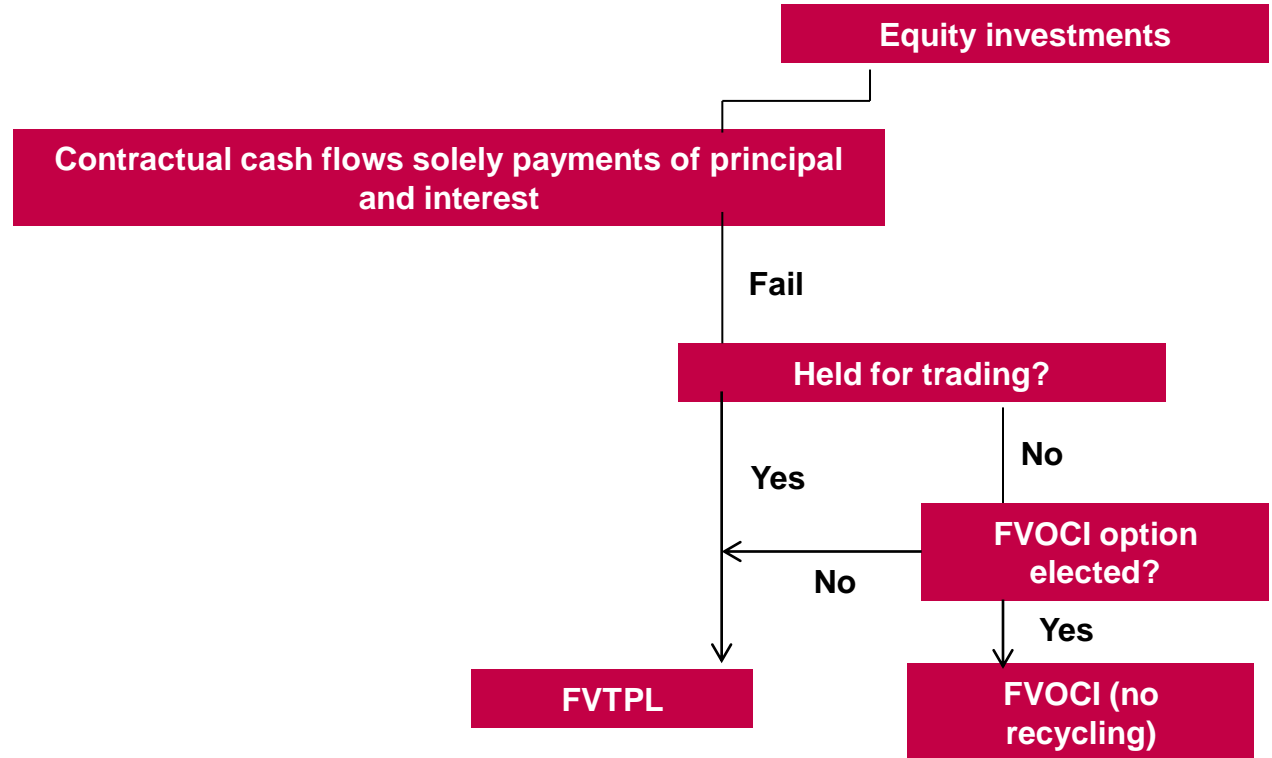 Equity investments
Contractual cash flows solely payments of principal
and interest
Fail
Held for trading?
No
Yes
FVOCI option
elected?
No
Yes
FVTPL
FVOCI (no
recycling)